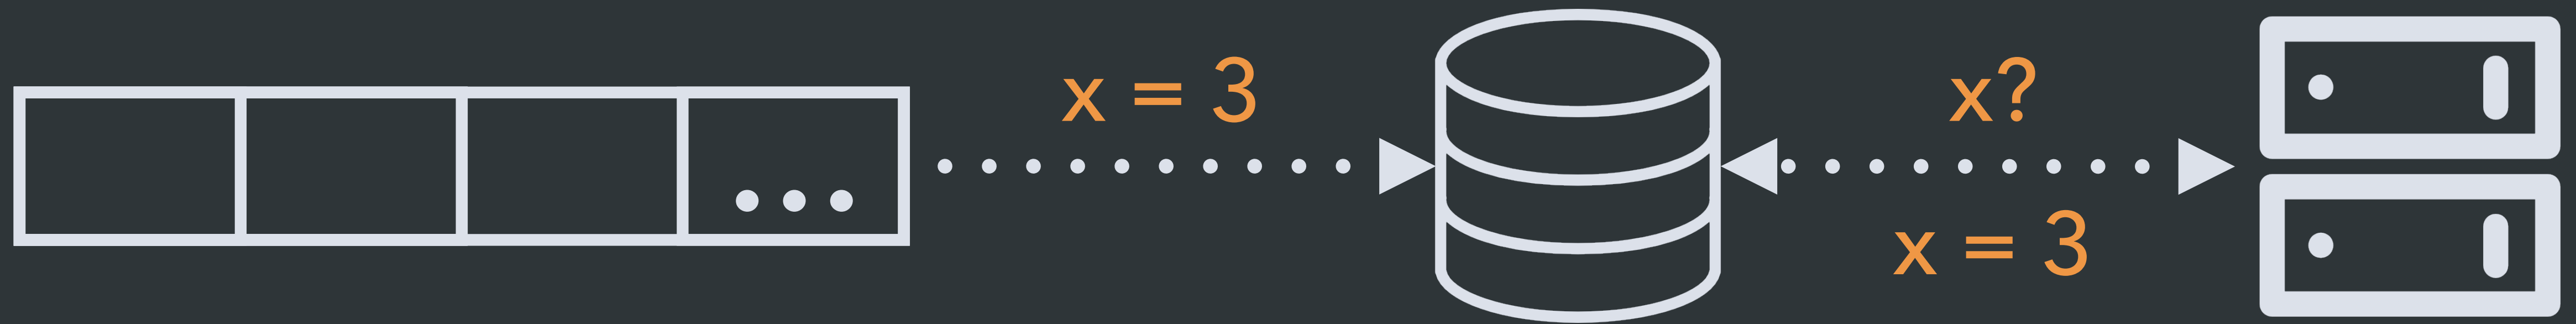 x = 3
x?
x = 3